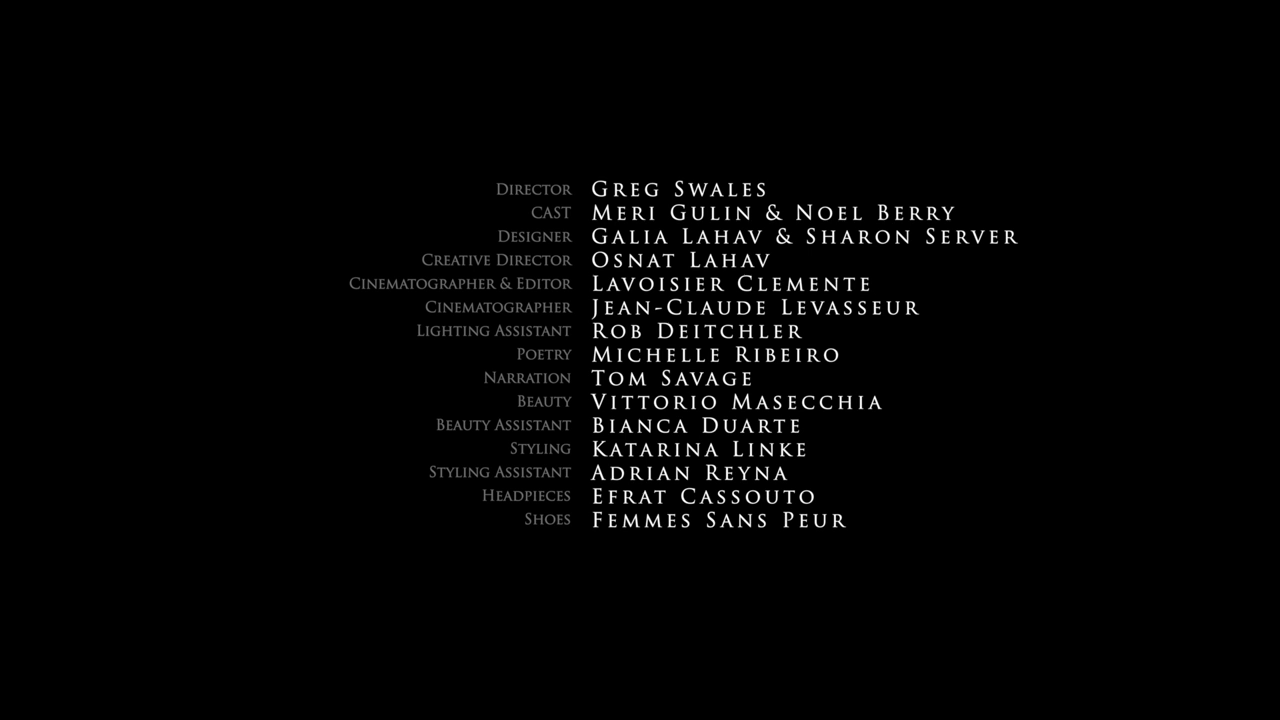 Director Greg Swales
Cast Meri Gulin & Noel Berry
Designer Galia Lahav & Sharon Server
Creative Director Osnat Lahav
Cinematographer & Editor Lavoisier Clemente
Cinematographer Jean-Claude Levasseur
Lighting Assistant Rob Deitchler
Poetry Michelle Ribeiro
Narration Tom Savage
Beauty Vittorio Masecchia
Beauty Assistant Bianca Duarte
Styling Katarina Linke
Styling Assistant Adrian Reyna
Headpieces Efrat Cassouto
Shoes Femmes Sans Peur